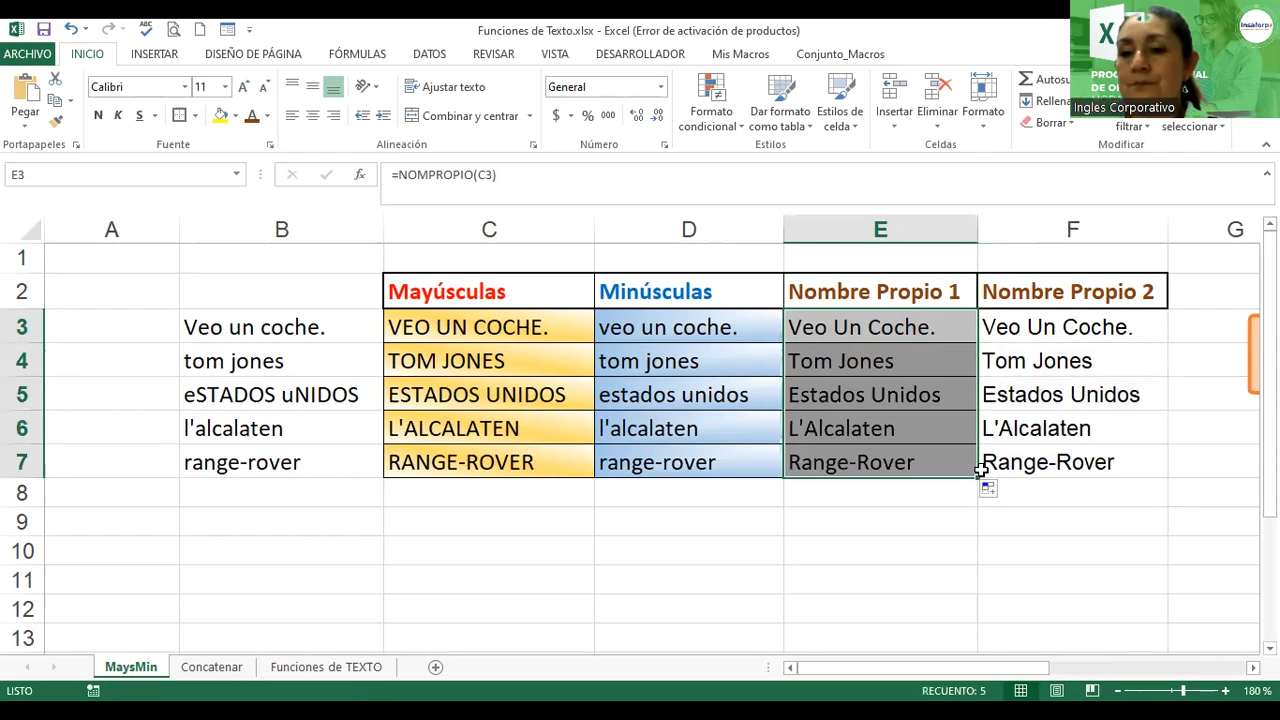 Funciones de Texto.xlsx - Excel (Error de activación de productos)
ARCHIVO INICIO INSERTAR DISEÑO DE PÁGINA FÓRMULAS DATOS REVISAR VISTA DESARROLLADOR Mis Macros Conjunto_Macros
Insaforp
Ingles Corporativo
Pegar
Calibri 11
N K S
Ajustar texto
Combinar y centrar
General
$ % 000
Formato condicional
Dar formato como tabla
Estilos de celda
Insertar Eliminar Formato
Autosu
Rellena
Borrar
filtrar
seleccionar
Portapapeles Fuente Alineación Número Estilos Celdas Modificar
E3 fx =NOMPROPIO(C3)
A B C D E F G
1
2 Mayúsculas Minúsculas Nombre Propio 1 Nombre Propio 2
3 Veo un coche. VEO UN COCHE. veo un coche. Veo Un Coche. Veo Un Coche.
4 tom jones TOM JONES tom jones Tom Jones Tom Jones
5 eSTADOS uNIDOS ESTADOS UNIDOS estados unidos Estados Unidos Estados Unidos
6 l'alcalaten L'ALCALATEN l'alcalaten L'Alcalaten L'Alcalaten
7 range-rover RANGE-ROVER range-rover Range-Rover Range-Rover
8
9
10
11
12
13
MaysMin Concatenar Funciones de TEXTO
LISTO RECUENTO: 5 180 %